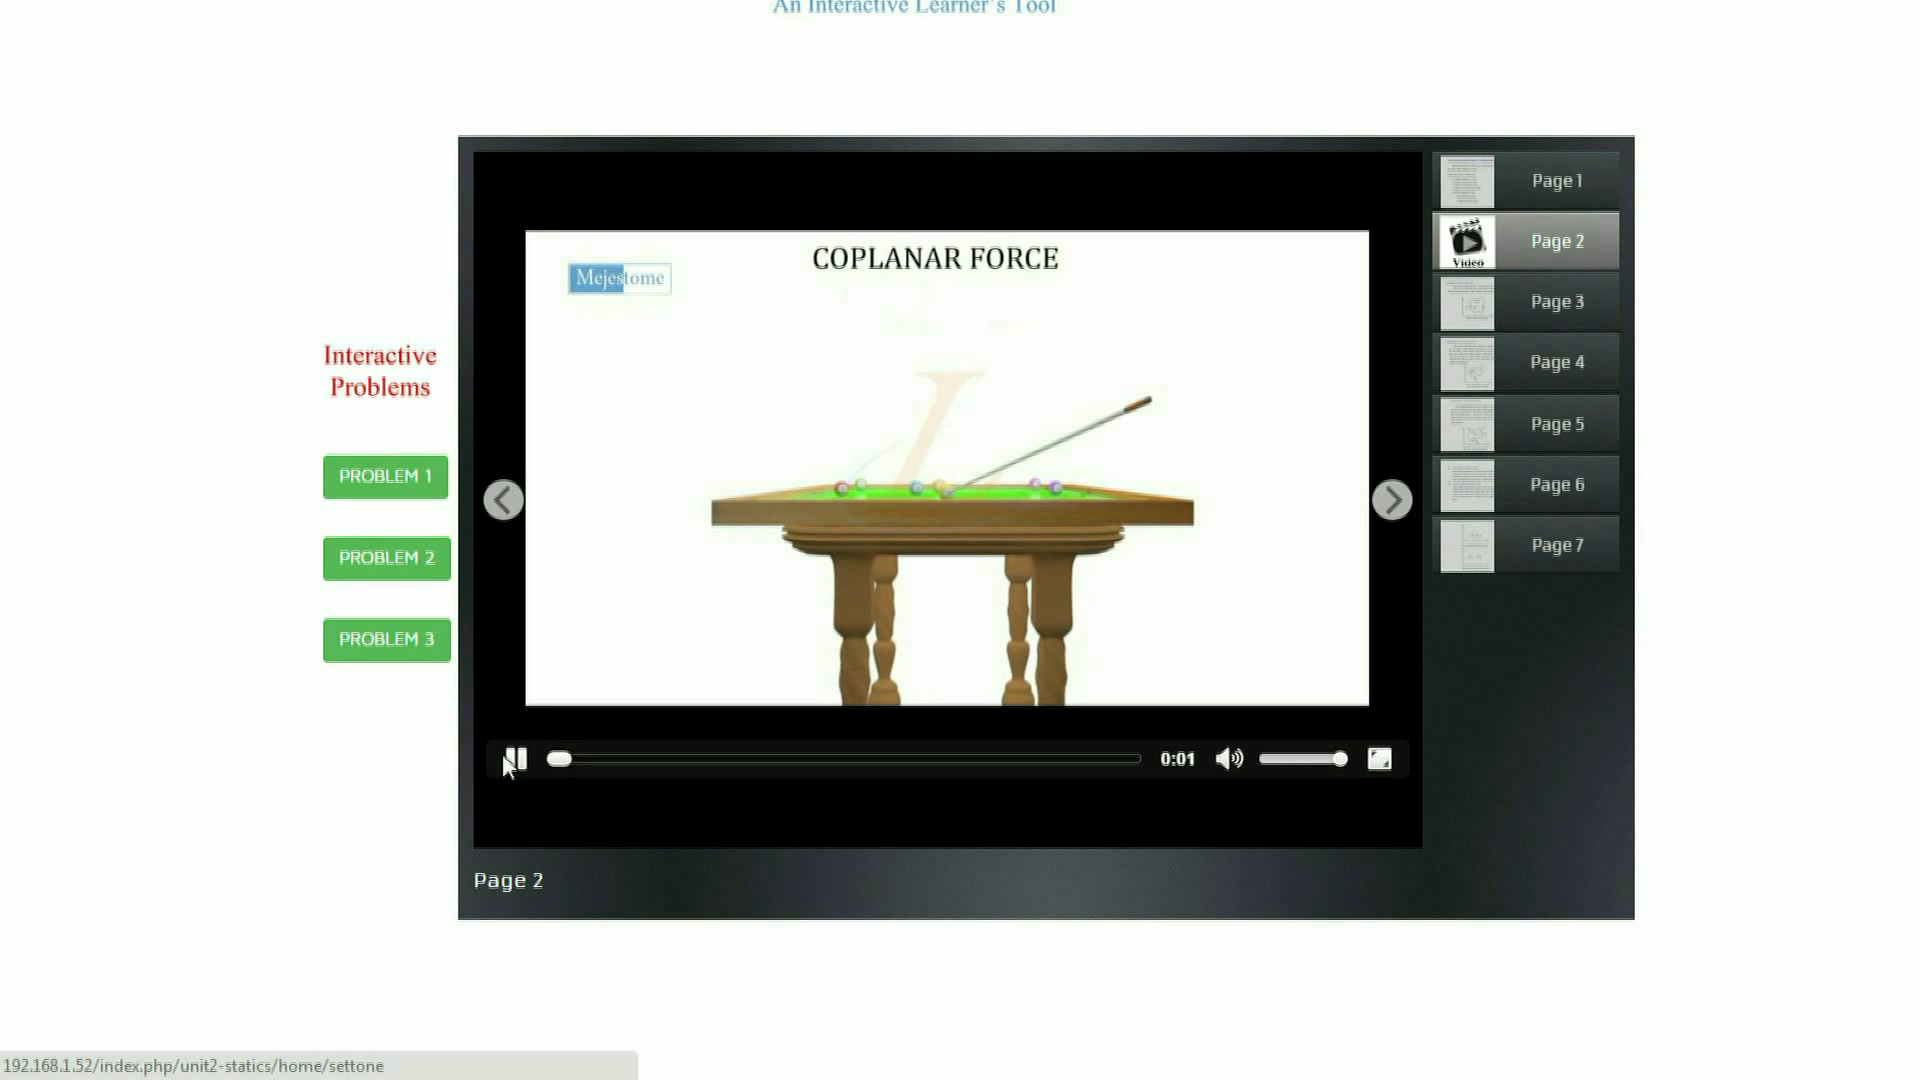 An Interactive Learner's Tool
COPLANAR FORCE
Mejestome
Interactive
Problems
PROBLEM 1
PROBLEM 2
PROBLEM 3
Page 1
Video
Page 2
Page 3
Page 4
Page 5
Page 6
Page 7
0:01
Page 2
192.168.1.52/index.php/unit2-statics/home/settone